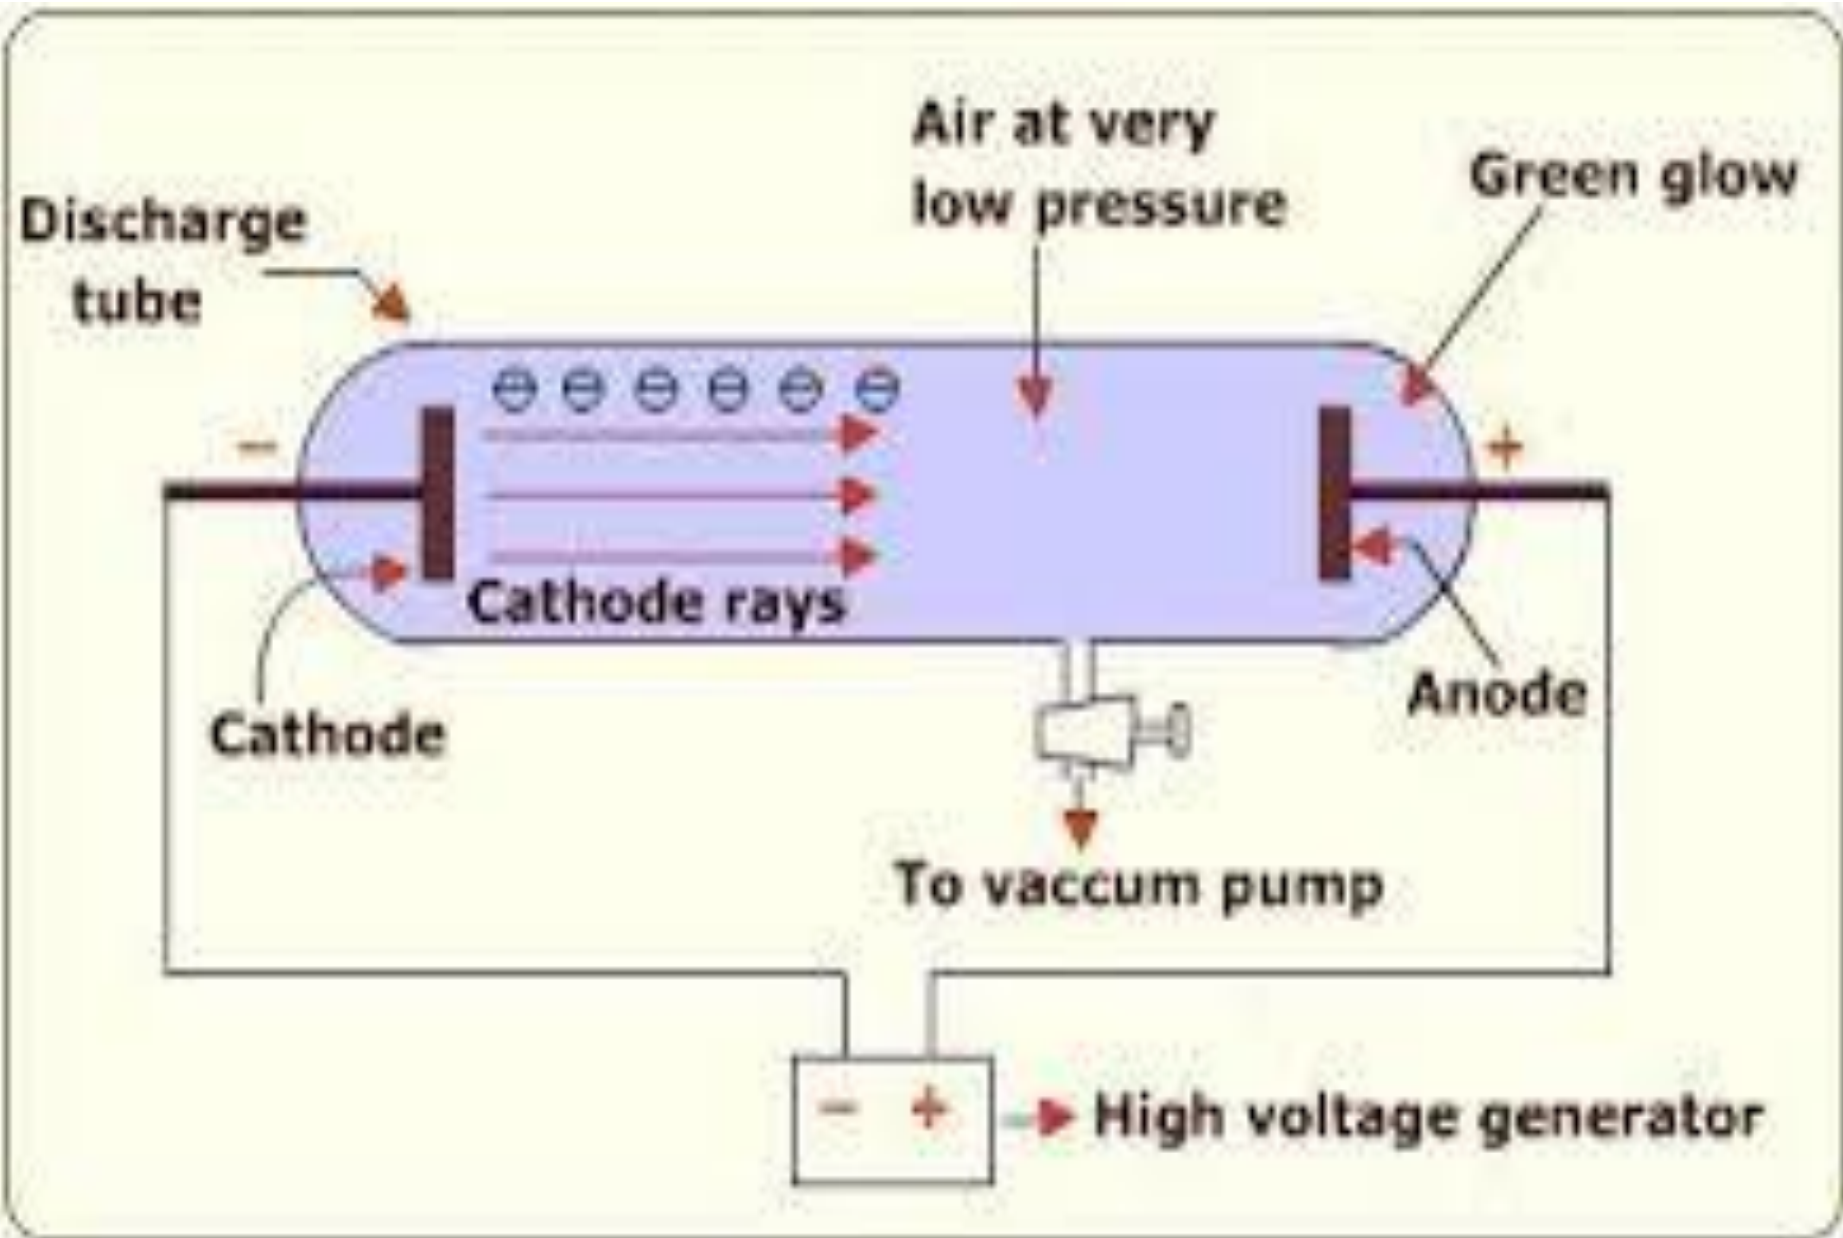 Air at very
low pressure
Green glow
Discharge
tube
−
+
Cathode rays
Cathode
Anode
To vaccum pump
− +
High voltage generator